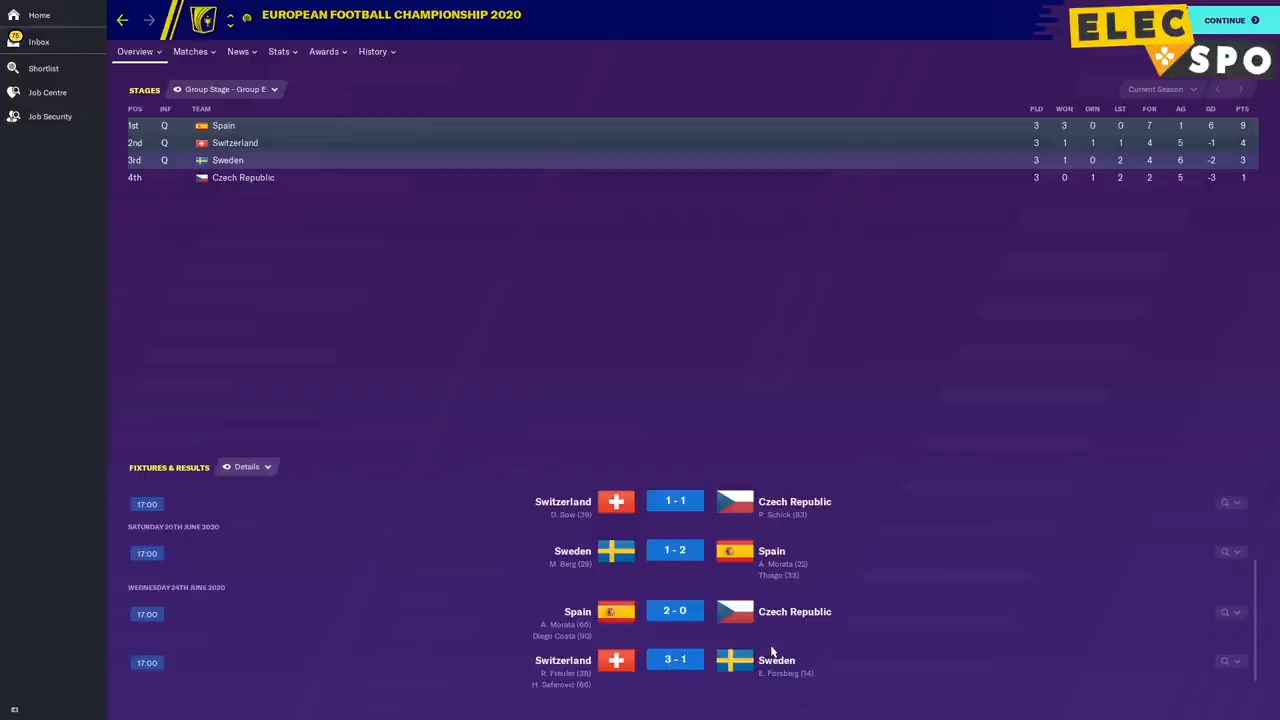 Home
75
Inbox
Shortlist
Job Centre
Job Security
EUROPEAN FOOTBALL CHAMPIONSHIP 2020
ELEC
SPO
CONTINUE
Overview Matches News Stats Awards History
STAGES Group Stage - Group E Current Season
POS INF TEAM PLD WON DRN LST FOR AG GD PTS
1st Q Spain 3 3 0 0 7 1 6 9
2nd Q Switzerland 3 1 1 1 4 5 -1 4
3rd Q Sweden 3 1 0 2 4 6 -2 3
4th Czech Republic 3 0 1 2 2 5 -3 1
FIXTURES & RESULTS Details
17:00 Switzerland 1 - 1 Czech Republic
D. Sow (39) P. Schick (83)
SATURDAY 20TH JUNE 2020
17:00 Sweden 1 - 2 Spain
M. Berg (29) Á. Morata (22)
Thiago (33)
WEDNESDAY 24TH JUNE 2020
17:00 Spain 2 - 0 Czech Republic
Á. Morata (66)
Diego Costa (90)
17:00 Switzerland 3 - 1 Sweden
R. Freuler (38) E. Forsberg (14)
H. Seferovic (66)